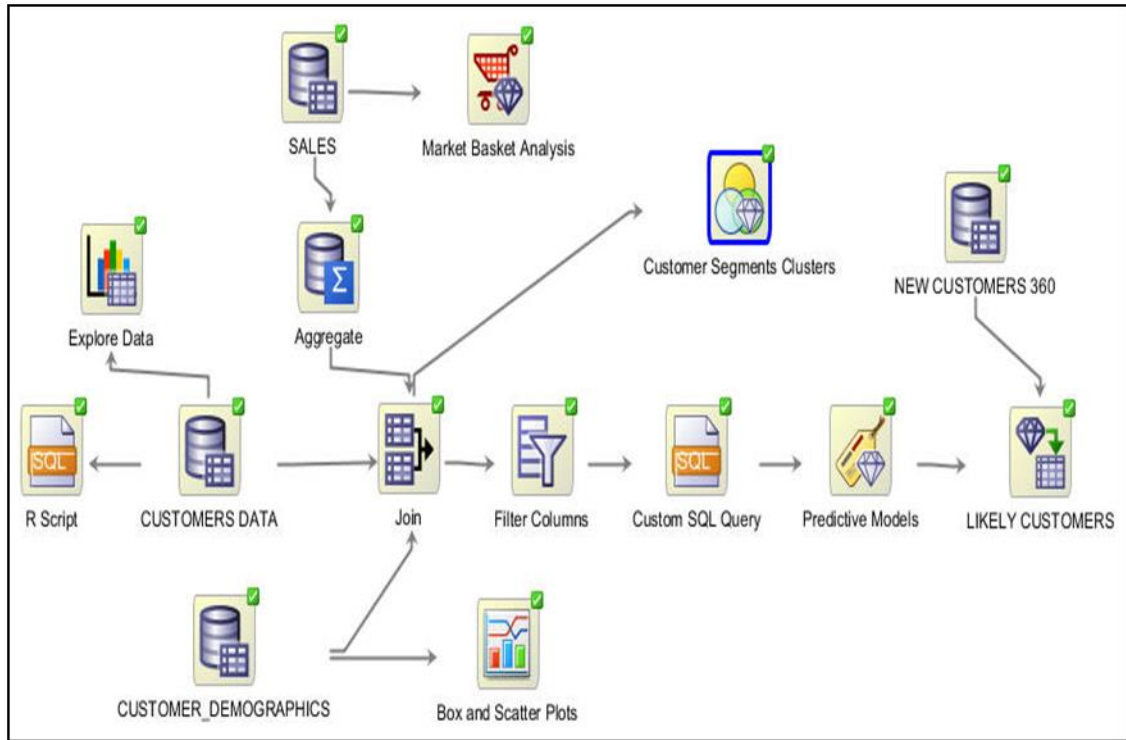 SALES
Market Basket Analysis
Customer Segments Clusters
NEW CUSTOMERS 360
Explore Data
Σ
Aggregate
SQL
R Script
CUSTOMERS DATA
Join
Filter Columns
SQL
Custom SQL Query
Predictive Models
LIKELY CUSTOMERS
CUSTOMER_DEMOGRAPHICS
Box and Scatter Plots